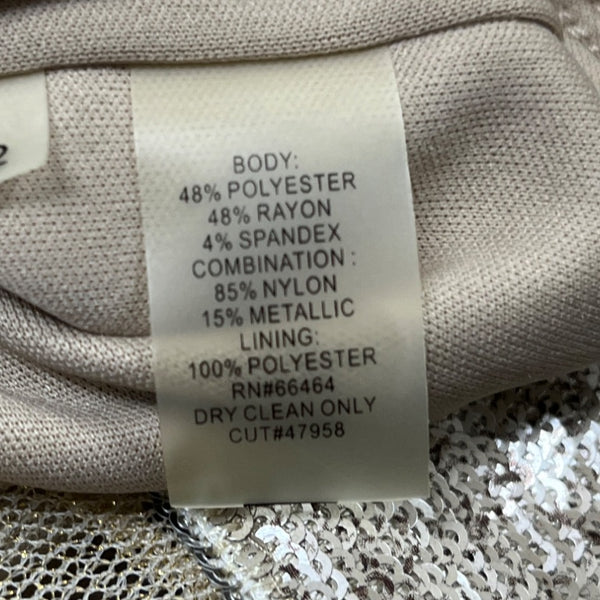 2
BODY:
48% POLYESTER
48% RAYON
4% SPANDEX
COMBINATION :
85% NYLON
15% METALLIC
LINING:
100% POLYESTER
RN#66464
DRY CLEAN ONLY
CUT#47958